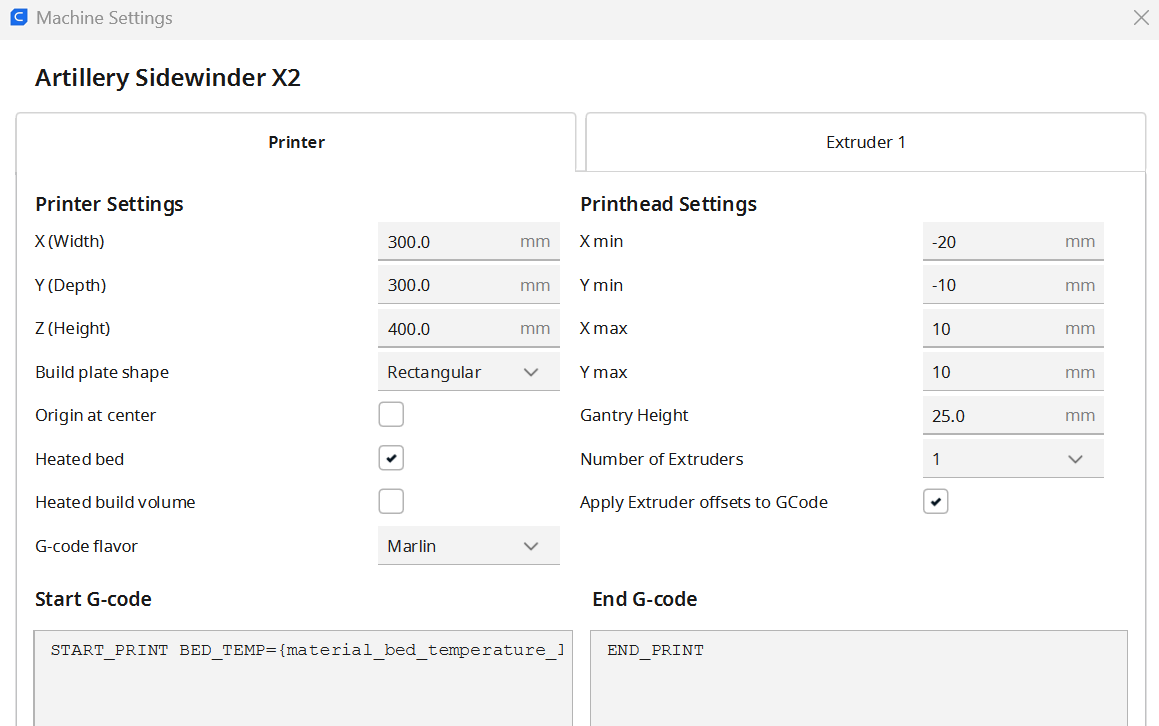 Machine Settings
Artillery Sidewinder X2
Printer
Extruder 1
Printer Settings
X (Width)
300.0 mm
Y (Depth)
300.0 mm
Z (Height)
400.0 mm
Build plate shape
Rectangular
Origin at center
Heated bed
Heated build volume
G-code flavor
Marlin
Printhead Settings
X min
-20 mm
Y min
-10 mm
X max
10 mm
Y max
10 mm
Gantry Height
25.0 mm
Number of Extruders
1
Apply Extruder offsets to GCode
Start G-code
START_PRINT BED_TEMP={material_bed_temperature_
End G-code
END_PRINT